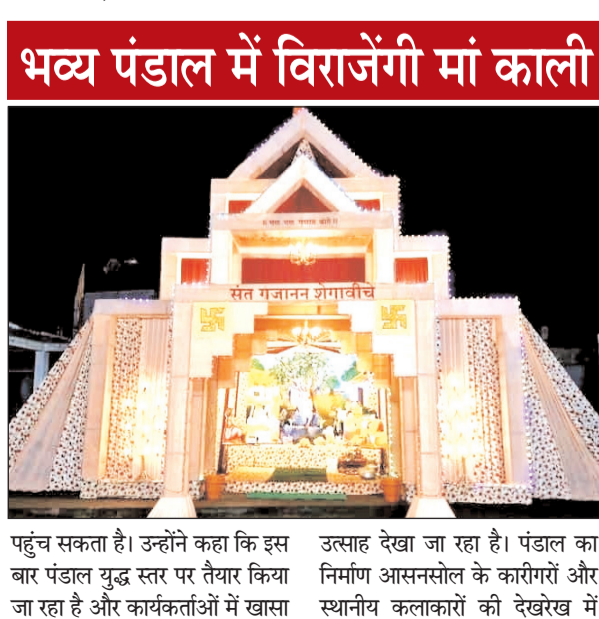 भव्य पंडाल में विराजेंगी मां काली
संत गजानन शेगावीचे
पहुंच सकता है। उन्होंने कहा कि इस
बार पंडाल युद्ध स्तर पर तैयार किया
जा रहा है और कार्यकर्ताओं में खासा
उत्साह देखा जा रहा है। पंडाल का
निर्माण आसनसोल के कारीगरों और
स्थानीय कलाकारों की देखरेख में